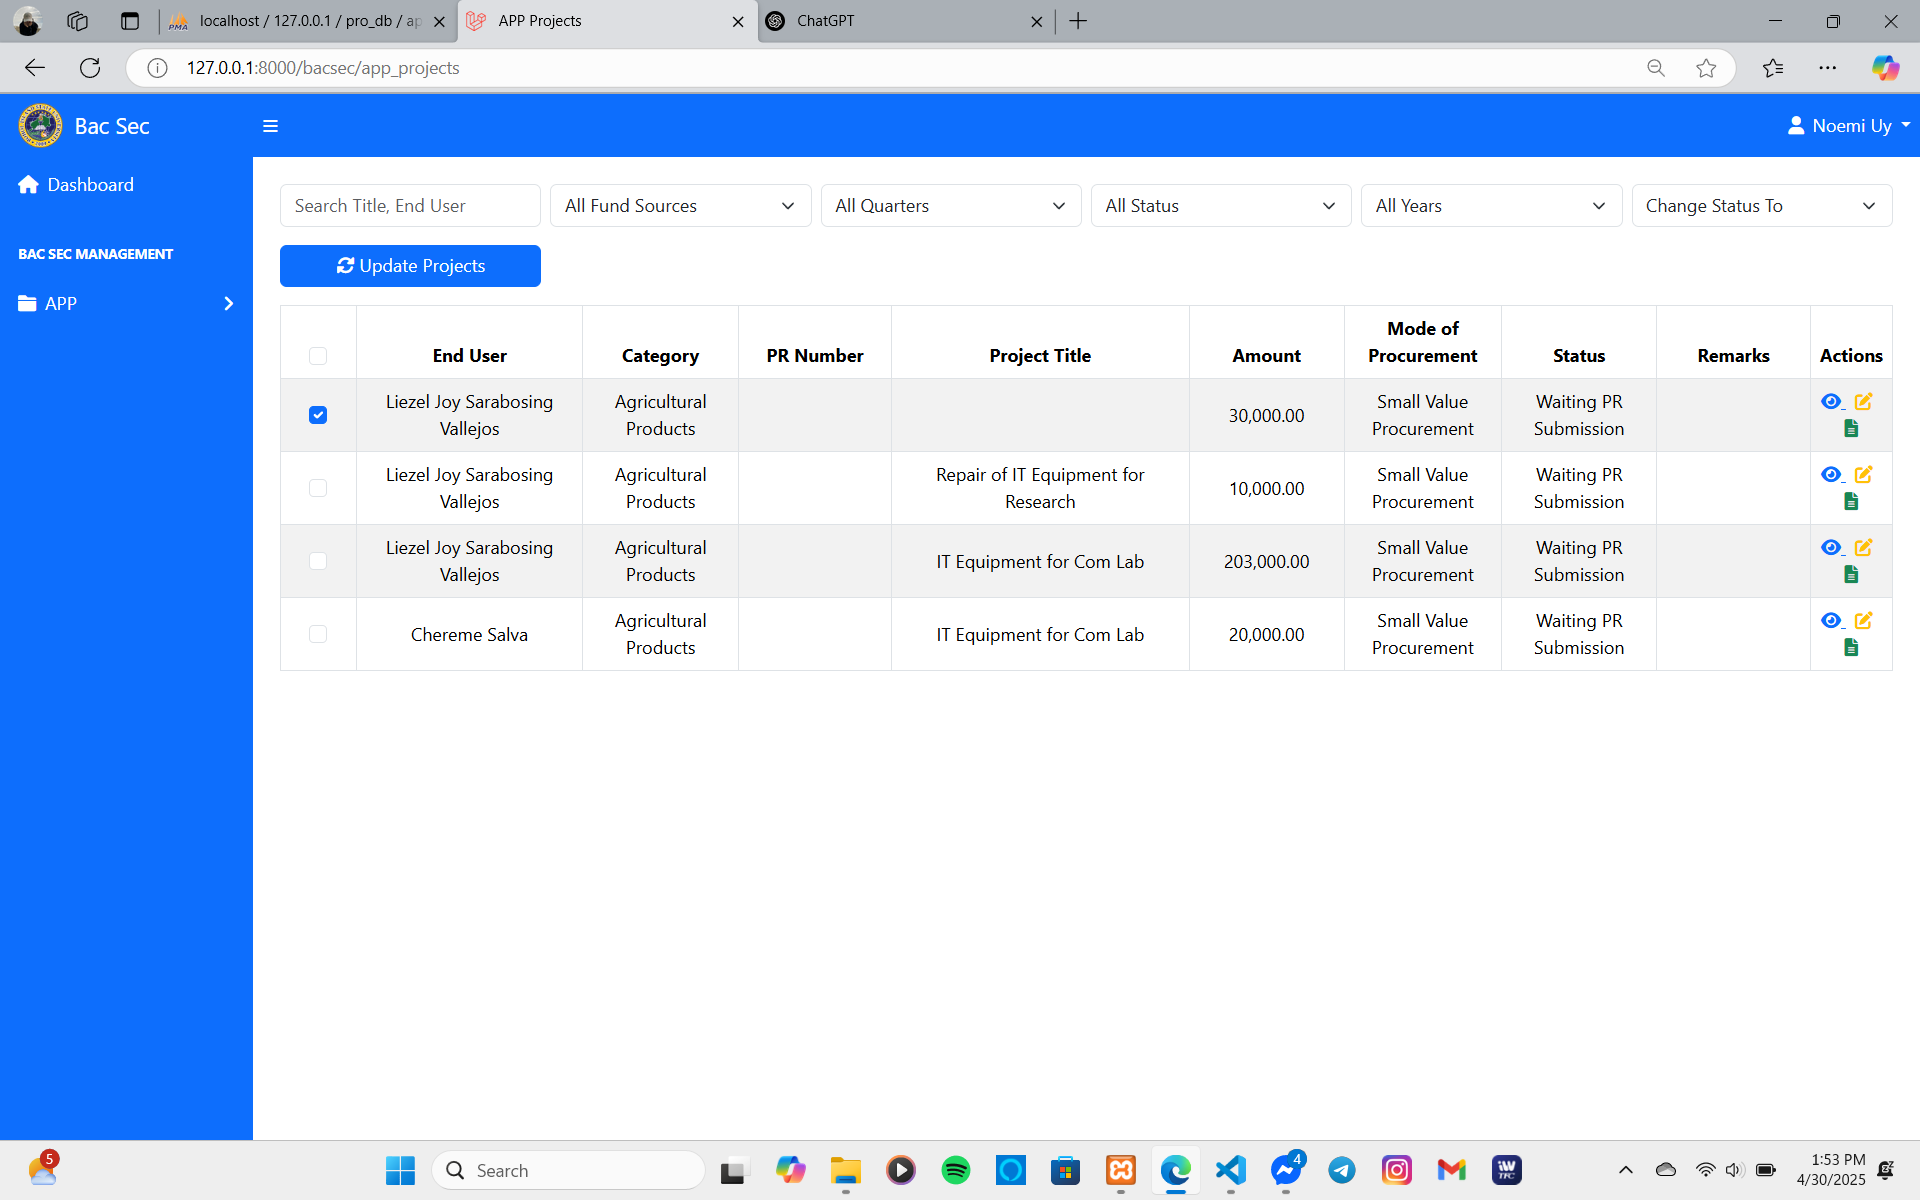 localhost / 127.0.0.1 / pro_db / ap
APP Projects
ChatGPT
127.0.0.1:8000/bacsec/app_projects
Bac Sec
Noemi Uy
Dashboard
BAC SEC MANAGEMENT
APP
Search Title, End User
All Fund Sources
All Quarters
All Status
All Years
Change Status To
Update Projects
End User
Category
PR Number
Project Title
Amount
Mode of
Procurement
Status
Remarks
Actions
Liezel Joy Sarabosing
Vallejos
Agricultural
Products
30,000.00
Small Value
Procurement
Waiting PR
Submission
Liezel Joy Sarabosing
Vallejos
Agricultural
Products
Repair of IT Equipment for
Research
10,000.00
Small Value
Procurement
Waiting PR
Submission
Liezel Joy Sarabosing
Vallejos
Agricultural
Products
IT Equipment for Com Lab
203,000.00
Small Value
Procurement
Waiting PR
Submission
Chereme Salva
Agricultural
Products
IT Equipment for Com Lab
20,000.00
Small Value
Procurement
Waiting PR
Submission
5
Search
4
W
TFC
1:53 PM
4/30/2025